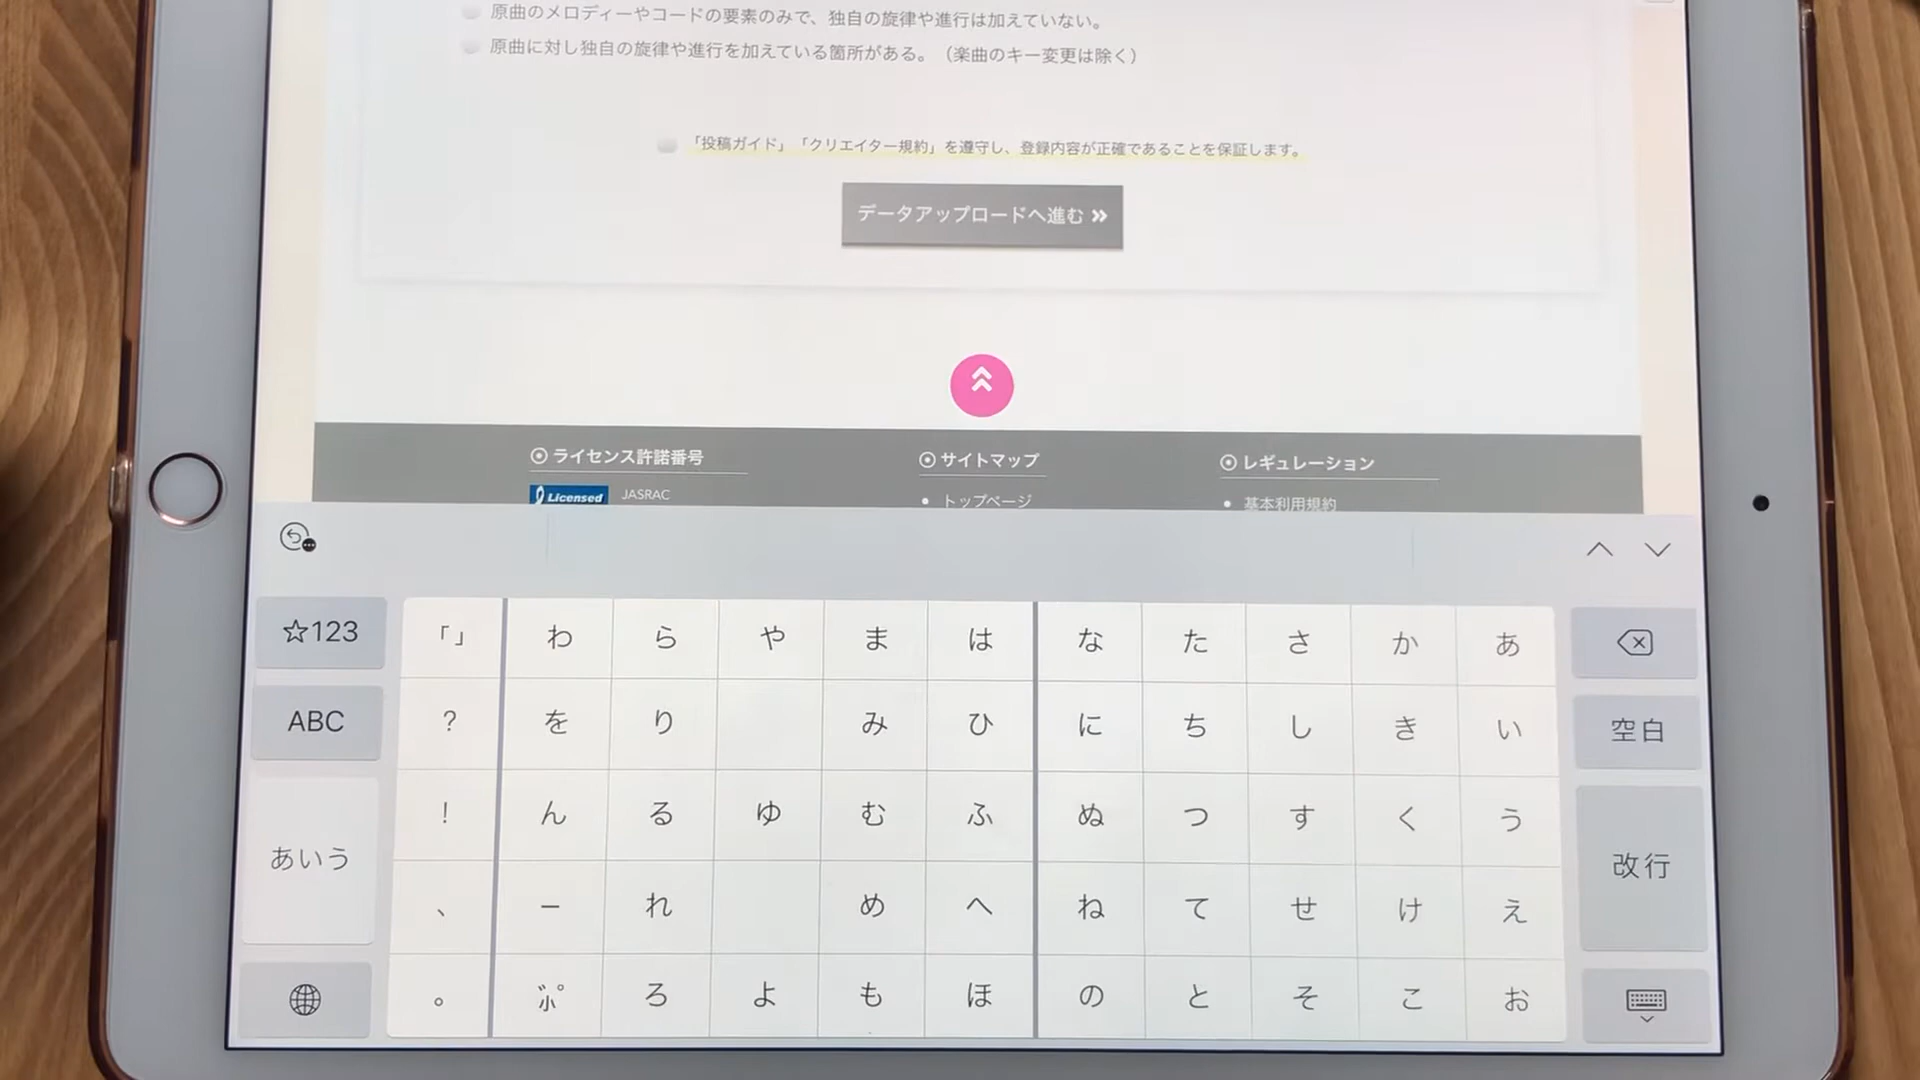 原曲のメロディーやコードの要素のみで、独自の旋律や進行は加えていない。
原曲に対し独自の旋律や進行を加えている箇所がある。（楽曲のキー変更は除く）
「投稿ガイド」「クリエイター規約」を遵守し、登録内容が正確であることを保証します。
データアップロードへ進む
ライセンス許諾番号 サイトマップ レギュレーション
Licensed JASRAC トップページ 基本利用規約
☆123 「」 わ ら や ま は な た さ か あ
ABC ? を り み ひ に ち し き い 空白
あいう ! ん る ゆ む ふ ぬ つ す く う 改行
、 ー れ め へ ね て せ け え
。 ゛゜小 ろ よ も ほ の と そ こ お